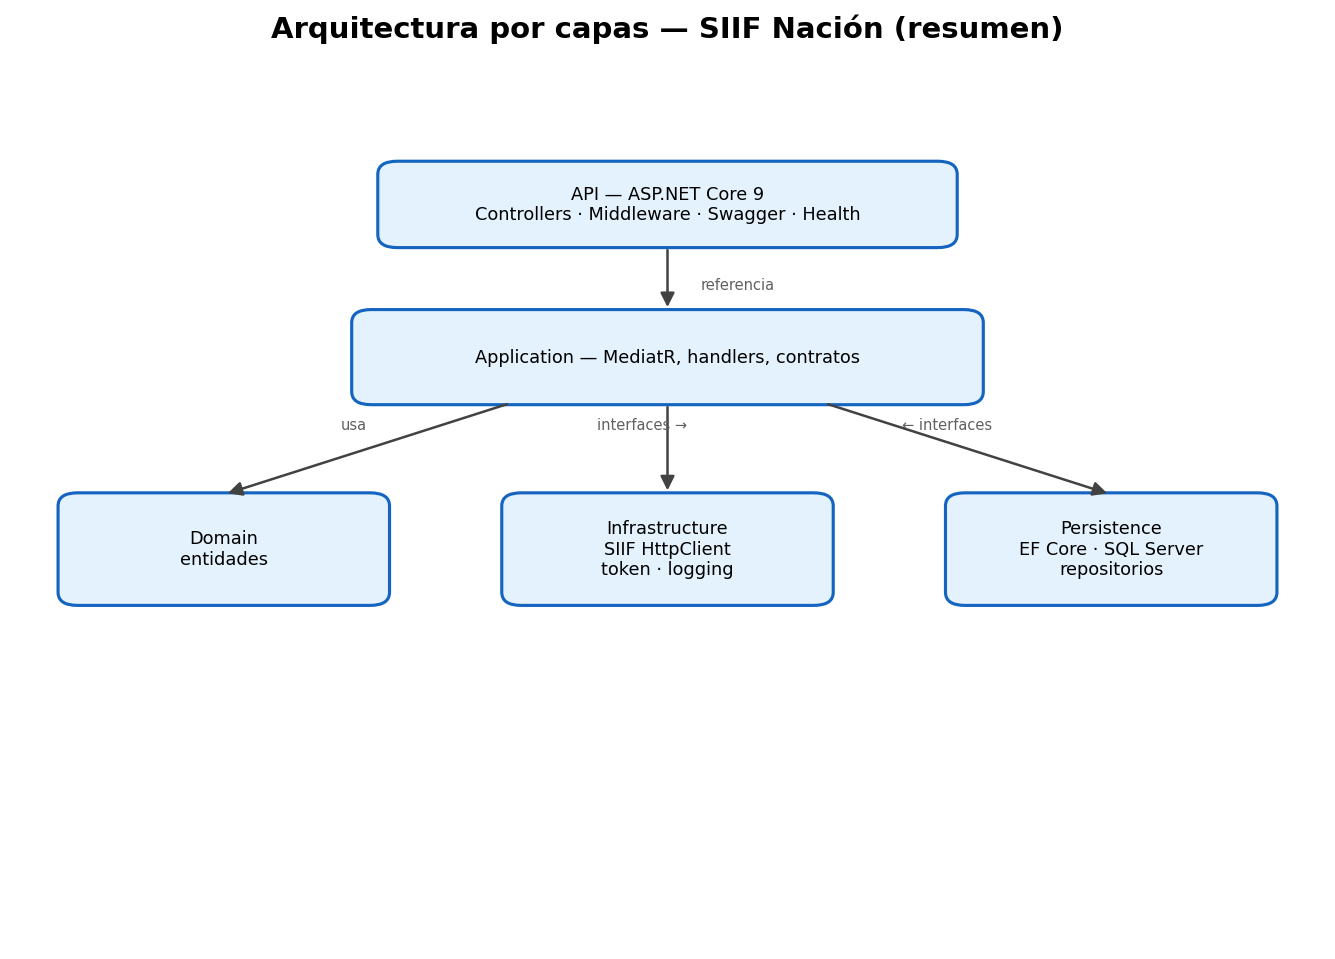 Arquitectura por capas — SIIF Nación (resumen)
API — ASP.NET Core 9
Controllers · Middleware · Swagger · Health
referencia
Application — MediatR, handlers, contratos
usa
interfaces →
← interfaces
Domain
entidades
Infrastructure
SIIF HttpClient
token · logging
Persistence
EF Core · SQL Server
repositorios